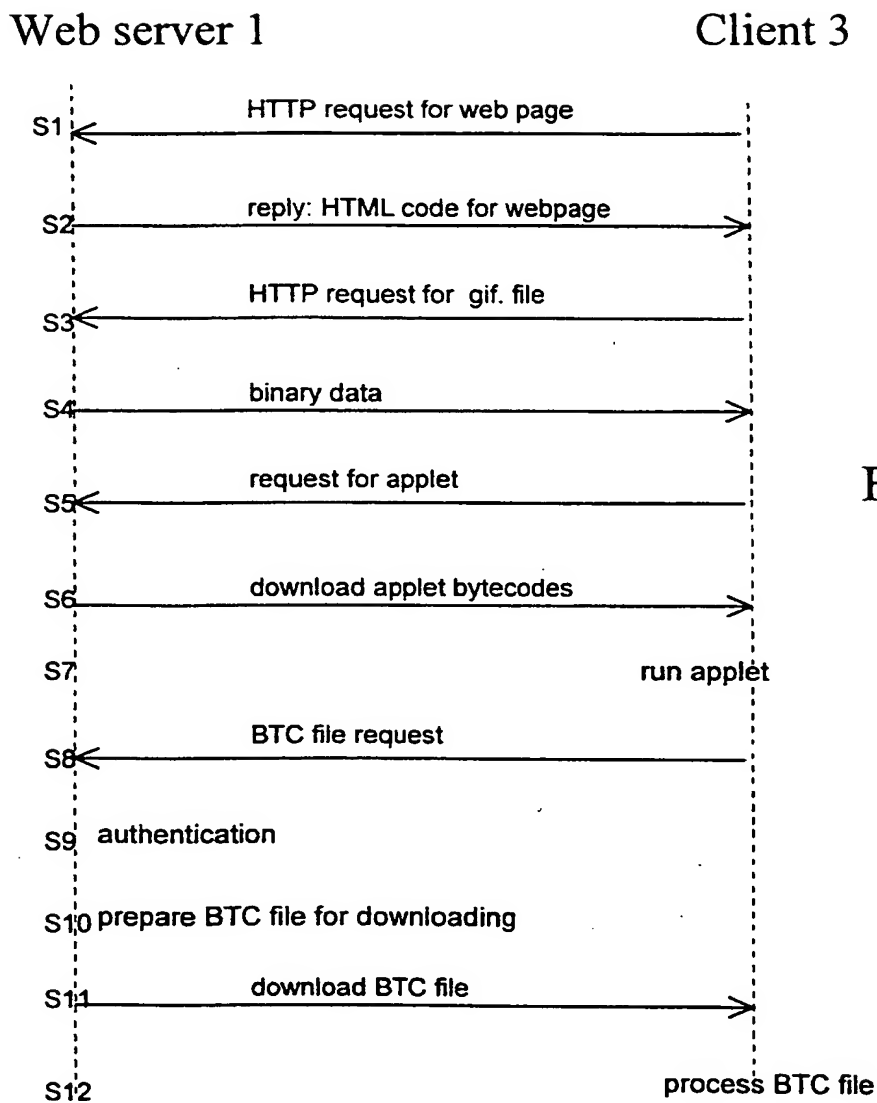 Web server 1 Client 3
S1 HTTP request for web page
S2 reply: HTML code for webpage
S3 HTTP request for gif. file
S4 binary data
S5 request for applet
S6 download applet bytecodes
S7 run applet
S8 BTC file request
S9 authentication
S10 prepare BTC file for downloading
S11 download BTC file
S12 process BTC file